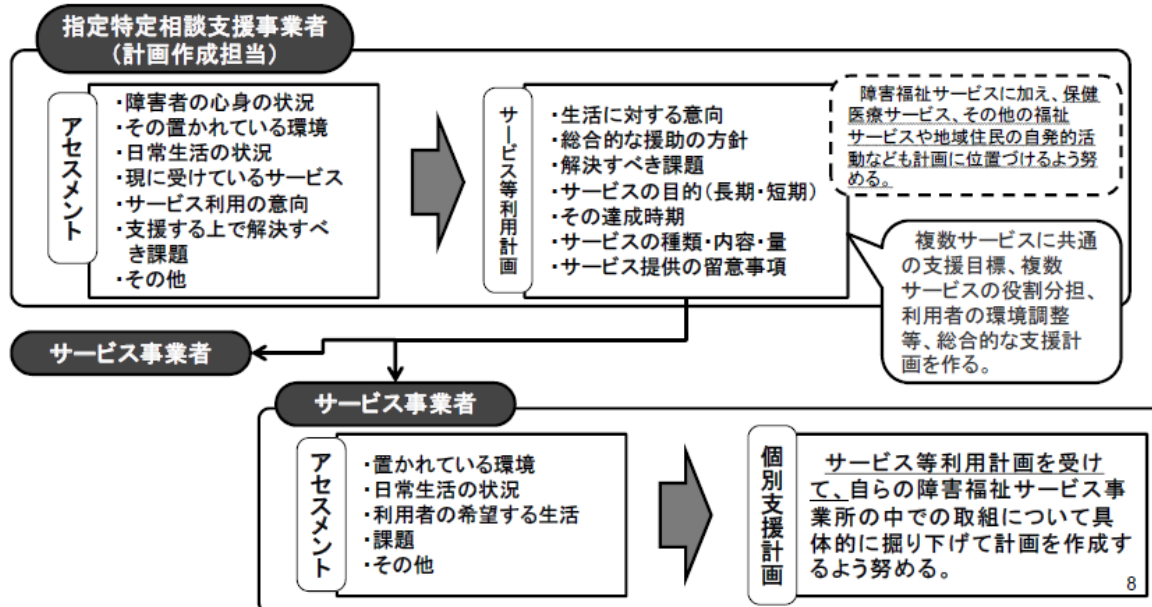 指定特定相談支援事業者
(計画作成担当)
アセスメント
・障害者の心身の状況
・その置かれている環境
・日常生活の状況
・現に受けているサービス
・サービス利用の意向
・支援する上で解決すべ
き課題
・その他
サービス等利用計画
・生活に対する意向
・総合的な援助の方針
・解決すべき課題
・サービスの目的(長期・短期)
・その達成時期
・サービスの種類・内容・量
・サービス提供の留意事項
障害福祉サービスに加え、保健
医療サービス、その他の福祉
サービスや地域住民の自発的活
動なども計画に位置づけるよう努
める。
複数サービスに共通
の支援目標、複数
サービスの役割分担、
利用者の環境調整
等、総合的な支援計
画を作る。
サービス事業者
サービス事業者
アセスメント
・置かれている環境
・日常生活の状況
・利用者の希望する生活
・課題
・その他
個別支援計画
サービス等利用計画を受け
て、自らの障害福祉サービス事
業所の中での取組について具
体的に掘り下げて計画を作成す
るよう努める。
8